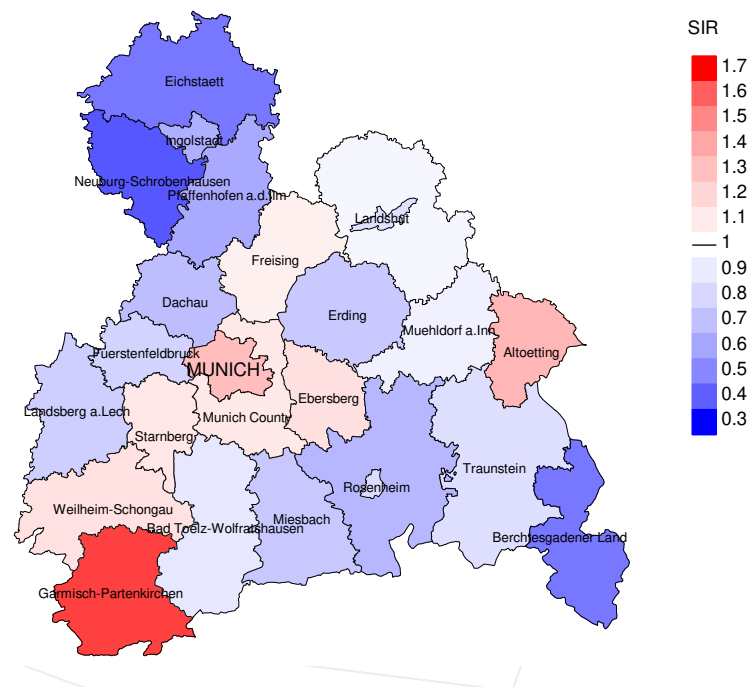 SIR
1.7
1.6
1.5
1.4
1.3
1.2
1.1
1
0.9
0.8
0.7
0.6
0.5
0.4
0.3
Eichstaett
Ingolstadt
Neuburg-Schrobenhausen
Pfaffenhofen a.d.Ilm
Landshut
Freising
Dachau
Erding
Muehldorf a.Inn
Fuerstenfeldbruck
Altoetting
MUNICH
Ebersberg
Landsberg a.Lech
Munich County
Starnberg
Traunstein
Rosenheim
Weilheim-Schongau
Miesbach
Bad Toelz-Wolfratshausen
Berchtesgadener Land
Garmisch-Partenkirchen